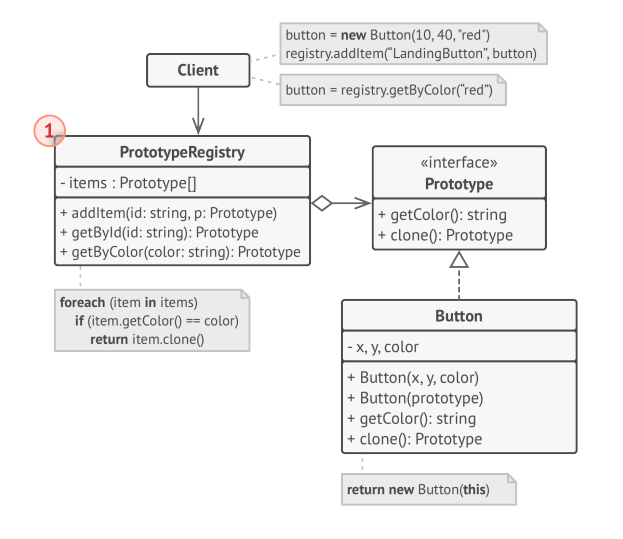 button = new Button(10, 40, "red")
registry.addItem(“LandingButton”, button)
Client
button = registry.getByColor(“red”)
1
PrototypeRegistry
- items : Prototype[]
+ addItem(id: string, p: Prototype)
+ getById(id: string): Prototype
+ getByColor(color: string): Prototype
«interface»
Prototype
+ getColor(): string
+ clone(): Prototype
foreach (item in items)
if (item.getColor() == color)
return item.clone()
Button
- x, y, color
+ Button(x, y, color)
+ Button(prototype)
+ getColor(): string
+ clone(): Prototype
return new Button(this)